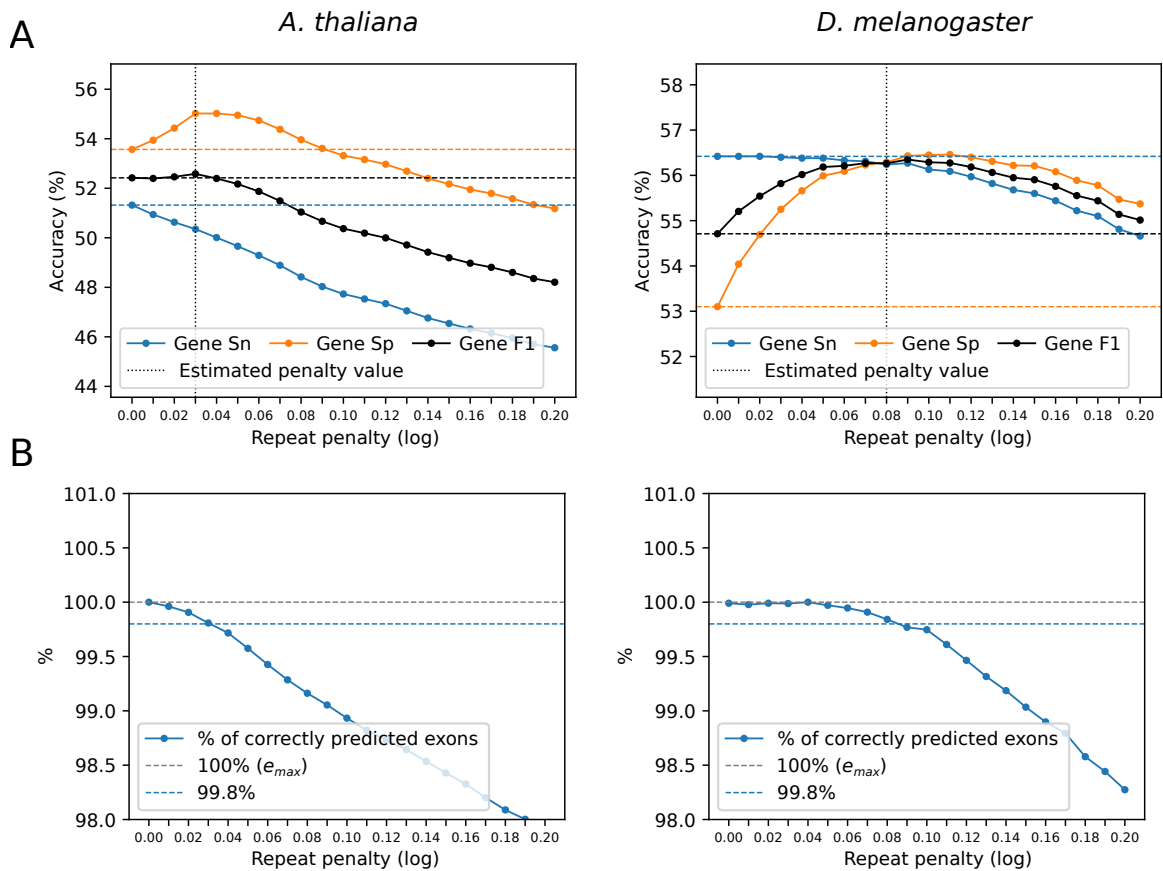 A
A. thaliana
D. melanogaster
Accuracy (%)
56
54
52
50
48
46
44
Gene Sn Gene Sp Gene F1
Estimated penalty value
0.00 0.02 0.04 0.06 0.08 0.10 0.12 0.14 0.16 0.18 0.20
Repeat penalty (log)
Accuracy (%)
58
57
56
55
54
53
52
Gene Sn Gene Sp Gene F1
Estimated penalty value
0.00 0.02 0.04 0.06 0.08 0.10 0.12 0.14 0.16 0.18 0.20
Repeat penalty (log)
B
%
101.0
100.5
100.0
99.5
99.0
98.5
98.0
% of correctly predicted exons
100% (emax)
99.8%
0.00 0.02 0.04 0.06 0.08 0.10 0.12 0.14 0.16 0.18 0.20
Repeat penalty (log)
%
101.0
100.5
100.0
99.5
99.0
98.5
98.0
% of correctly predicted exons
100% (emax)
99.8%
0.00 0.02 0.04 0.06 0.08 0.10 0.12 0.14 0.16 0.18 0.20
Repeat penalty (log)